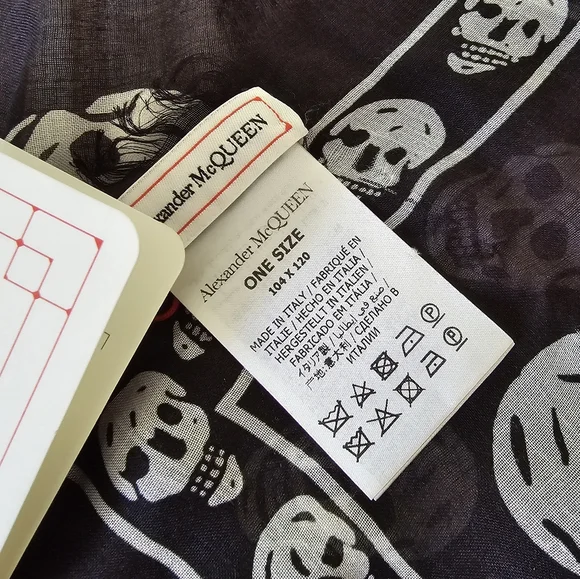 xander McQUEEN
Alexander McQUEEN
ONE SIZE
104 X 120
MADE IN ITALY / FABRIQUÉ EN
ITALIE / HECHO EN ITALIA /
HERGESTELLT IN ITALIEN /
FABRICADO EM ITÁLIA /
イタリア製 / صنع في إيطاليا
产地:意大利 / СДЕЛАНО В
ИТАЛИИ
P
P